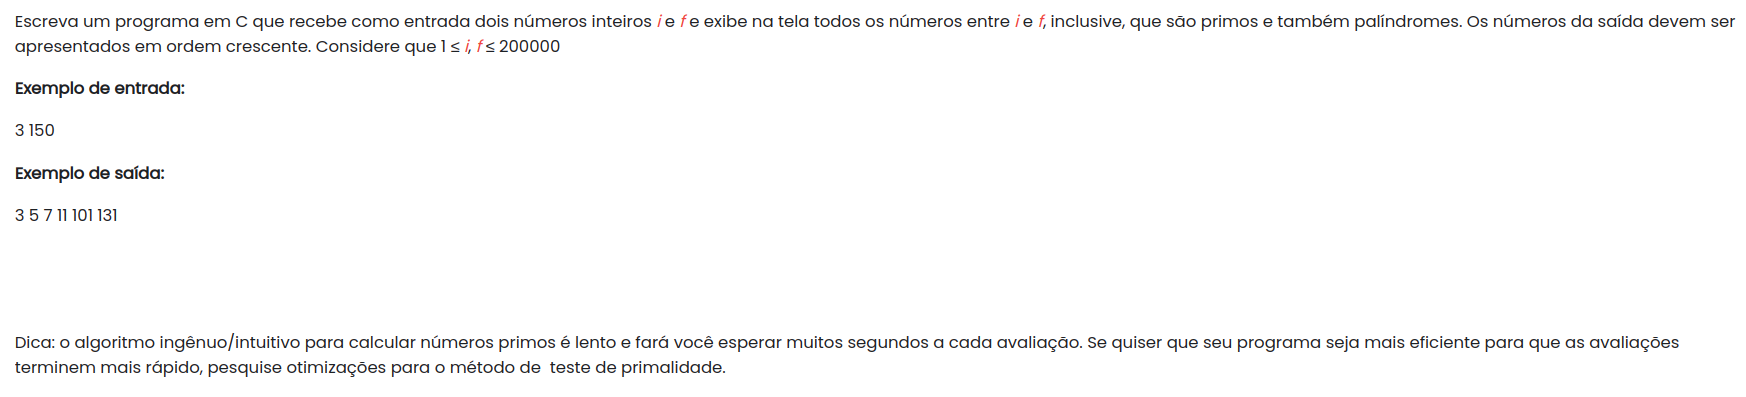 Escreva um programa em C que recebe como entrada dois números inteiros i e f e exibe na tela todos os números entre i e f, inclusive, que são primos e também palíndromes. Os números da saída devem ser
apresentados em ordem crescente. Considere que 1 ≤ i, f ≤ 200000
Exemplo de entrada:
3 150
Exemplo de saída:
3 5 7 11 101 131
Dica: o algoritmo ingênuo/intuitivo para calcular números primos é lento e fará você esperar muitos segundos a cada avaliação. Se quiser que seu programa seja mais eficiente para que as avaliações
terminem mais rápido, pesquise otimizações para o método de  teste de primalidade.